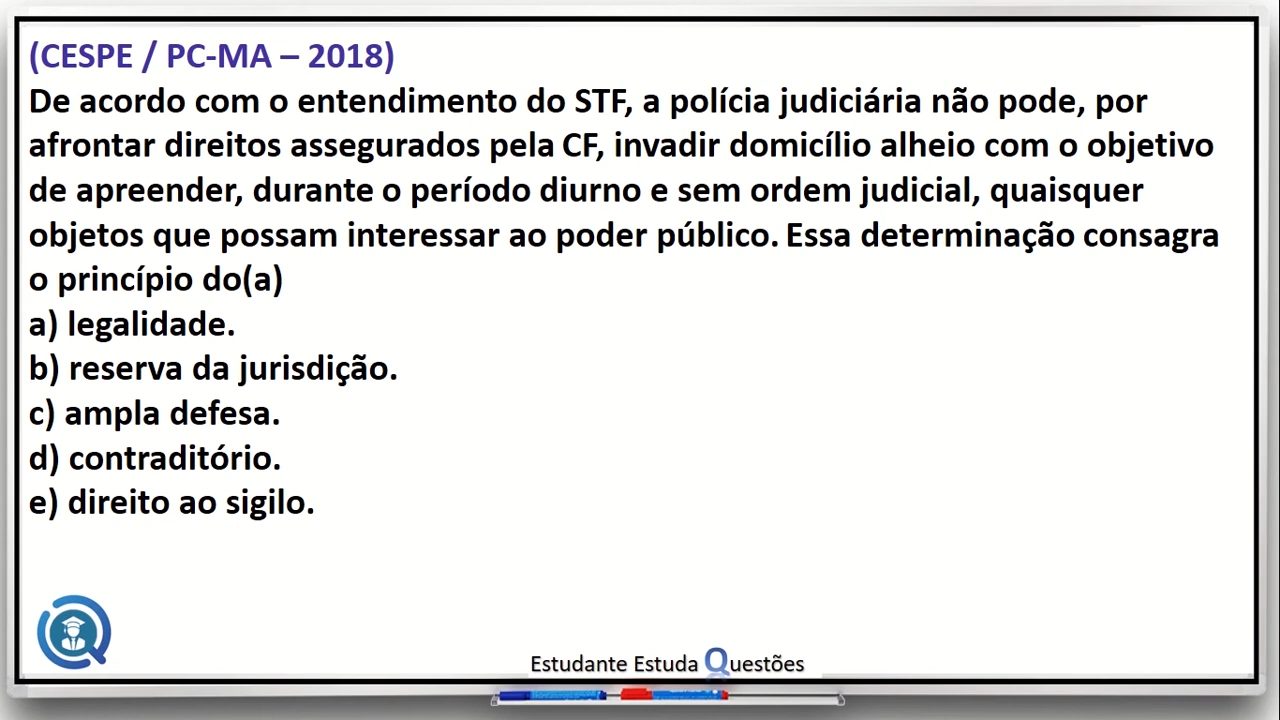 (CESPE / PC-MA – 2018)
De acordo com o entendimento do STF, a polícia judiciária não pode, por
afrontar direitos assegurados pela CF, invadir domicílio alheio com o objetivo
de apreender, durante o período diurno e sem ordem judicial, quaisquer
objetos que possam interessar ao poder público. Essa determinação consagra
o princípio do(a)
a) legalidade.
b) reserva da jurisdição.
c) ampla defesa.
d) contraditório.
e) direito ao sigilo.
Estudante Estuda Questões